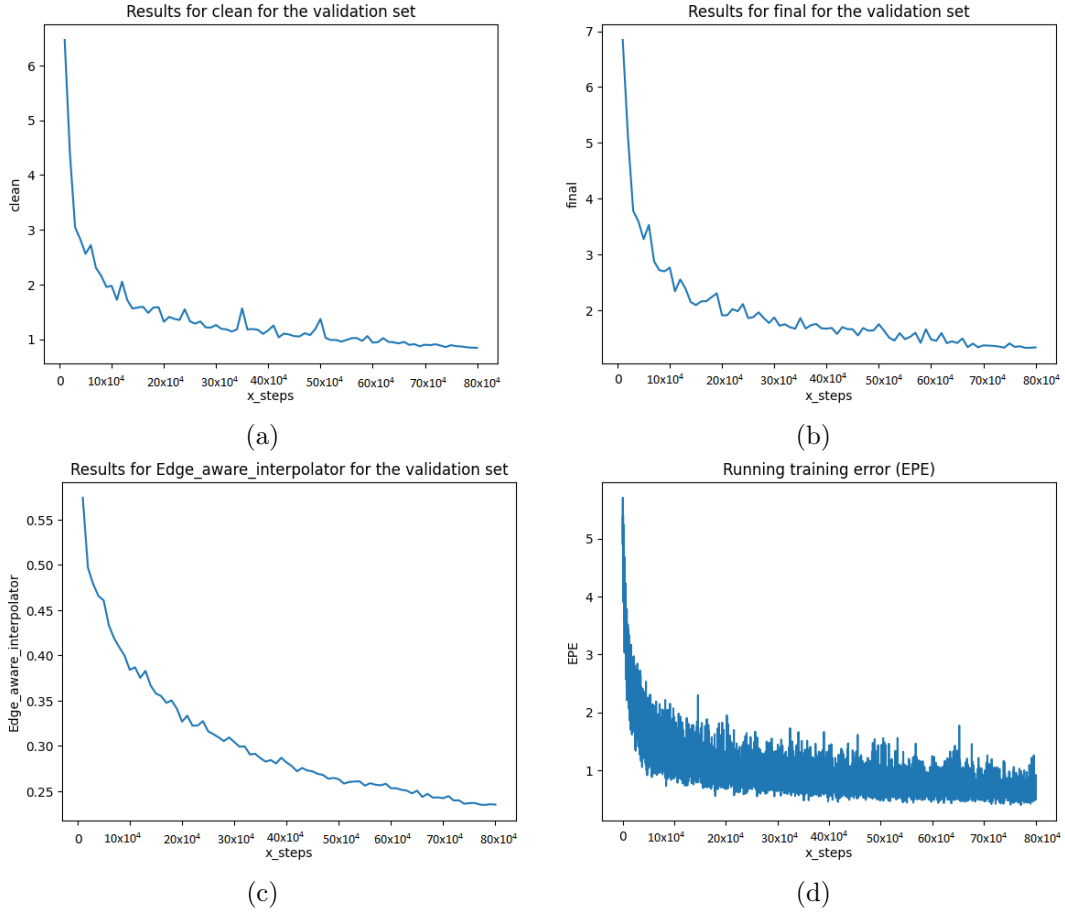 Results for clean for the validation set
6
5
4
3
2
1
clean
0 10x10⁴ 20x10⁴ 30x10⁴ 40x10⁴ 50x10⁴ 60x10⁴ 70x10⁴ 80x10⁴
x_steps
(a)
Results for final for the validation set
7
6
5
4
3
2
final
0 10x10⁴ 20x10⁴ 30x10⁴ 40x10⁴ 50x10⁴ 60x10⁴ 70x10⁴ 80x10⁴
x_steps
(b)
Results for Edge_aware_interpolator for the validation set
0.55
0.50
0.45
0.40
0.35
0.30
0.25
Edge_aware_interpolator
0 10x10⁴ 20x10⁴ 30x10⁴ 40x10⁴ 50x10⁴ 60x10⁴ 70x10⁴ 80x10⁴
x_steps
(c)
Running training error (EPE)
5
4
3
2
1
EPE
0 10x10⁴ 20x10⁴ 30x10⁴ 40x10⁴ 50x10⁴ 60x10⁴ 70x10⁴ 80x10⁴
x_steps
(d)